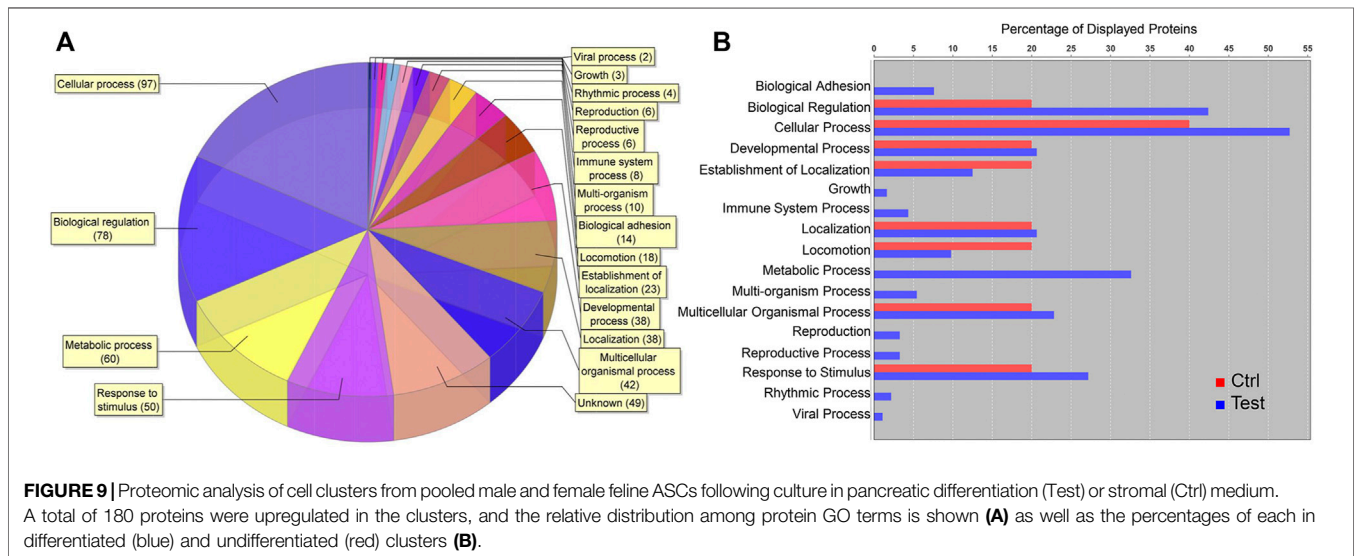 A
Cellular process (97)
Biological regulation
(78)
Metabolic process
(60)
Response to
stimulus (50)
Viral process (2)
Growth (3)
Rhythmic process (4)
Reproduction (6)
Reproductive
process (6)
Immune system
process (8)
Multi-organism
process (10)
Biological adhesion
(14)
Locomotion (18)
Establishment of
localization (23)
Developmental
process (38)
Localization (38)
Multicellular
organismal process
(42)
Unknown (49)
B
Percentage of Displayed Proteins
0 5 10 15 20 25 30 35 40 45 50 55
Biological Adhesion
Biological Regulation
Cellular Process
Developmental Process
Establishment of Localization
Growth
Immune System Process
Localization
Locomotion
Metabolic Process
Multi-organism Process
Multicellular Organismal Process
Reproduction
Reproductive Process
Response to Stimulus
Rhythmic Process
Viral Process
Ctrl
Test
FIGURE 9 | Proteomic analysis of cell clusters from pooled male and female feline ASCs following culture in pancreatic differentiation (Test) or stromal (Ctrl) medium.
A total of 180 proteins were upregulated in the clusters, and the relative distribution among protein GO terms is shown (A) as well as the percentages of each in
differentiated (blue) and undifferentiated (red) clusters (B).